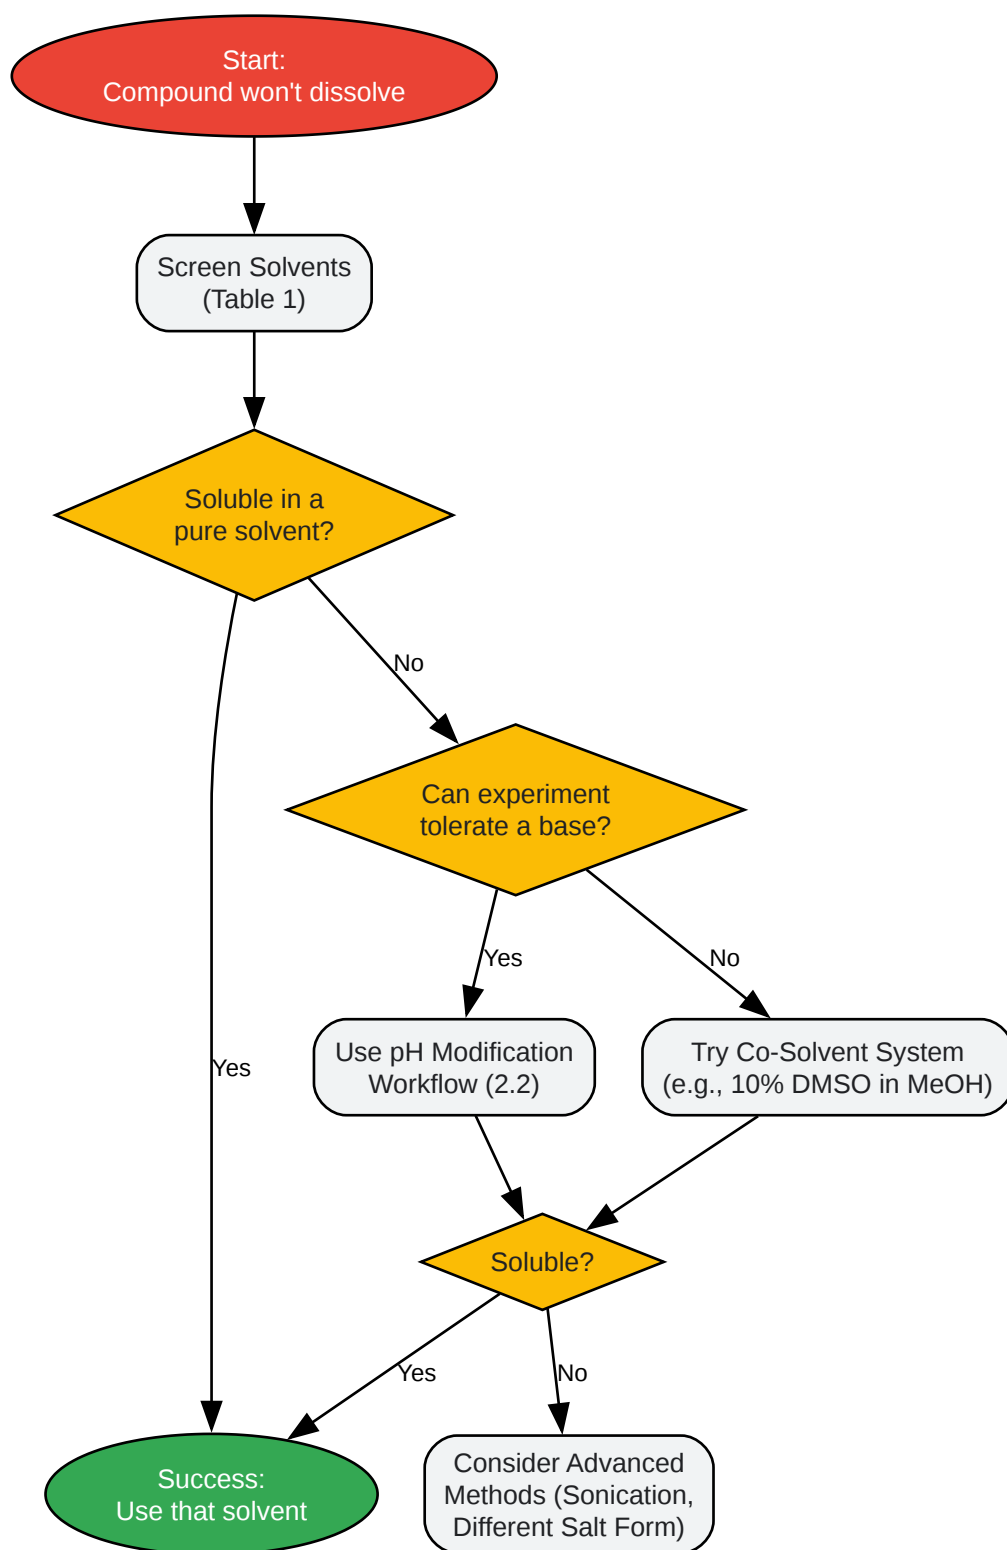 Start:
Compound won't dissolve
Screen Solvents
(Table 1)
Soluble in a
pure solvent?
No
Can experiment
tolerate a base?
Yes
No
Use pH Modification
Workflow (2.2)
Try Co-Solvent System
(e.g., 10% DMSO in MeOH)
Yes
Soluble?
Yes
No
Success:
Use that solvent
Consider Advanced
Methods (Sonication,
Different Salt Form)